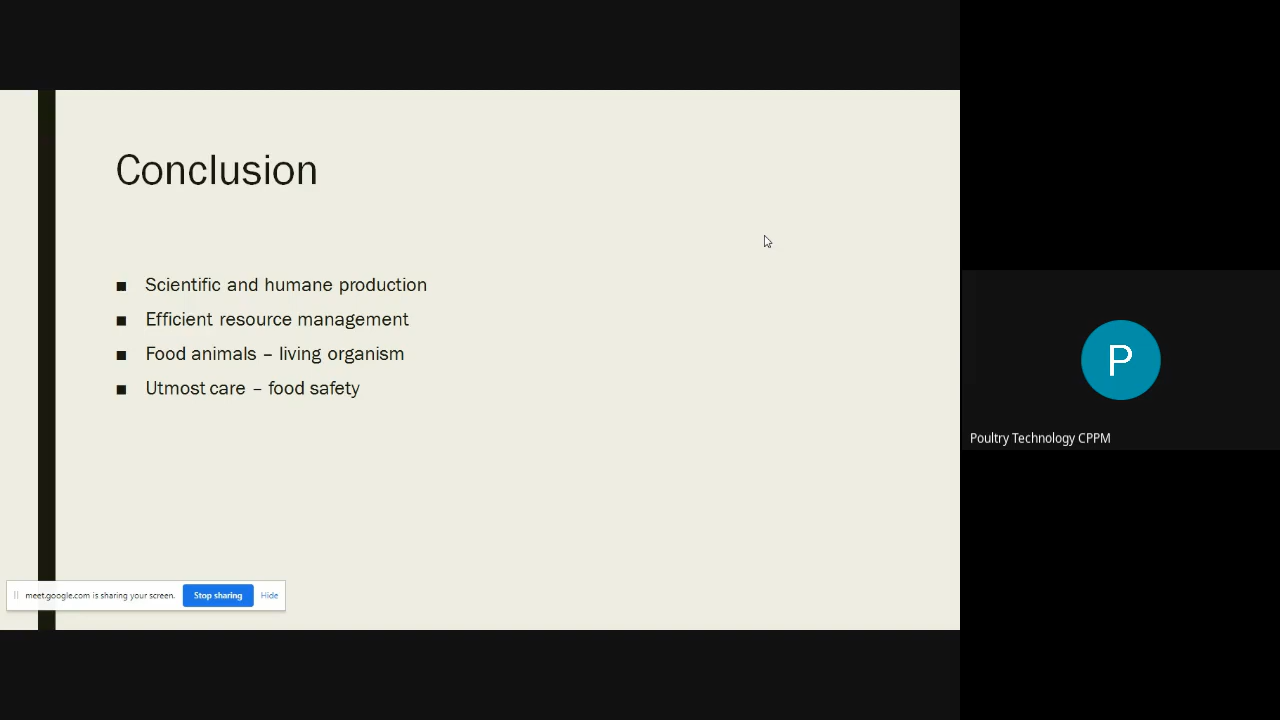 Conclusion
■ Scientific and humane production
■ Efficient resource management
■ Food animals – living organism
■ Utmost care – food safety
meet.google.com is sharing your screen. Stop sharing Hide
P
Poultry Technology CPPM